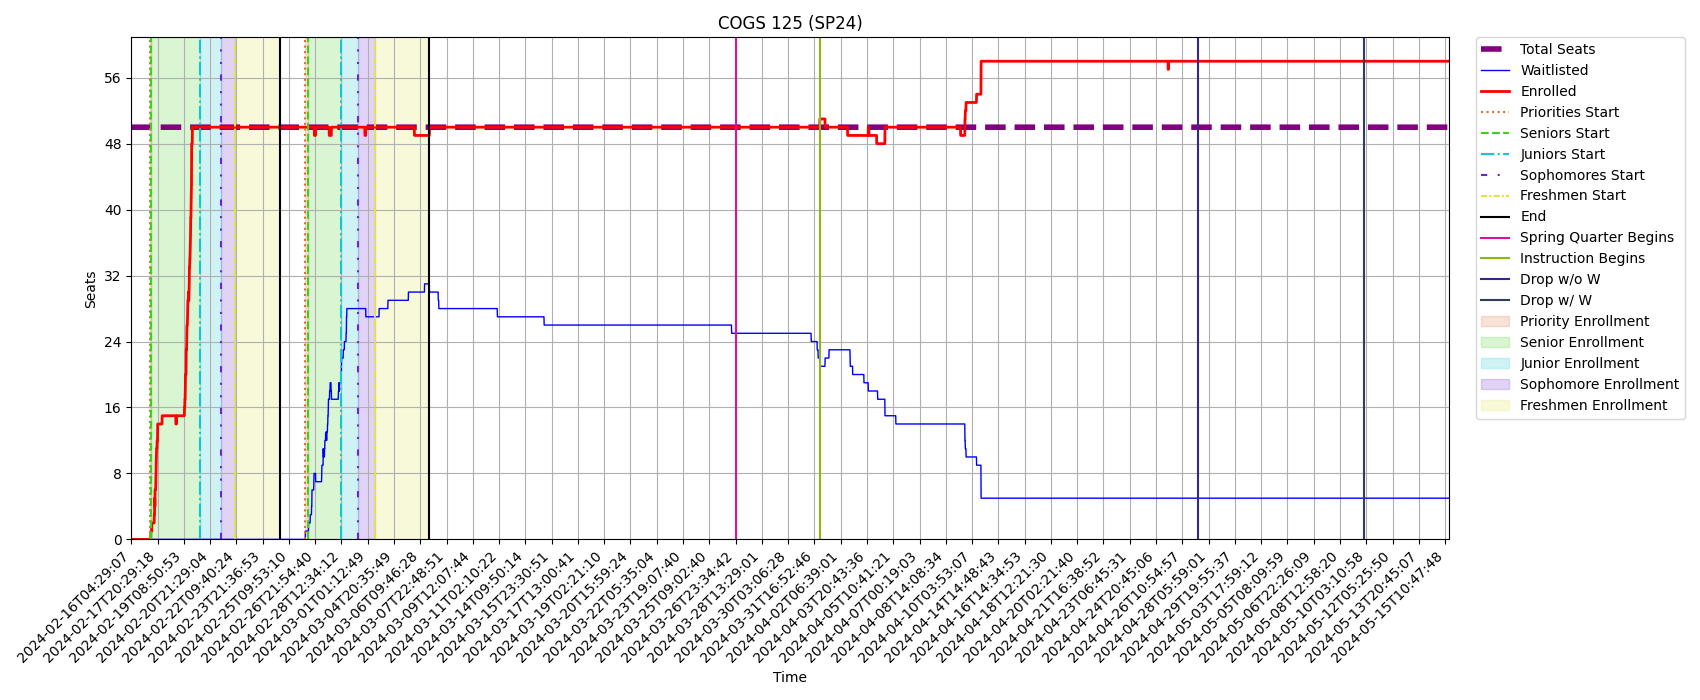 COGS 125 (SP24)
Seats
56
48
40
32
24
16
8
0
2024-02-16T04:29:07
2024-02-17T20:29:18
2024-02-19T08:50:53
2024-02-20T21:29:04
2024-02-22T09:40:24
2024-02-23T21:36:53
2024-02-25T09:53:10
2024-02-26T21:54:40
2024-02-28T12:34:12
2024-03-01T01:12:49
2024-03-04T20:35:49
2024-03-06T09:46:28
2024-03-07T22:48:51
2024-03-11T12:07:44
2024-03-11T02:10:22
2024-03-14T09:50:14
2024-03-15T23:30:51
2024-03-17T13:00:41
2024-03-19T02:21:10
2024-03-20T15:59:24
2024-03-22T05:35:04
2024-03-23T19:07:40
2024-03-25T09:02:40
2024-03-26T23:34:42
2024-03-28T13:29:01
2024-03-30T03:06:28
2024-03-31T16:52:46
2024-04-02T06:39:01
2024-04-03T20:43:36
2024-04-05T10:41:21
2024-04-07T00:19:03
2024-04-08T14:08:34
2024-04-10T03:53:07
2024-04-14T14:48:43
2024-04-16T14:34:53
2024-04-18T12:21:30
2024-04-20T02:21:40
2024-04-21T16:38:52
2024-04-23T06:45:31
2024-04-24T20:45:06
2024-04-26T10:54:57
2024-04-28T05:59:01
2024-04-29T19:55:37
2024-05-03T17:59:12
2024-05-05T08:09:59
2024-05-06T22:26:09
2024-05-08T12:58:20
2024-05-10T03:10:58
2024-05-12T05:25:50
2024-05-13T20:45:07
2024-05-15T10:47:48
Time
Total Seats
Waitlisted
Enrolled
Priorities Start
Seniors Start
Juniors Start
Sophomores Start
Freshmen Start
End
Spring Quarter Begins
Instruction Begins
Drop w/o W
Drop w/ W
Priority Enrollment
Senior Enrollment
Junior Enrollment
Sophomore Enrollment
Freshmen Enrollment